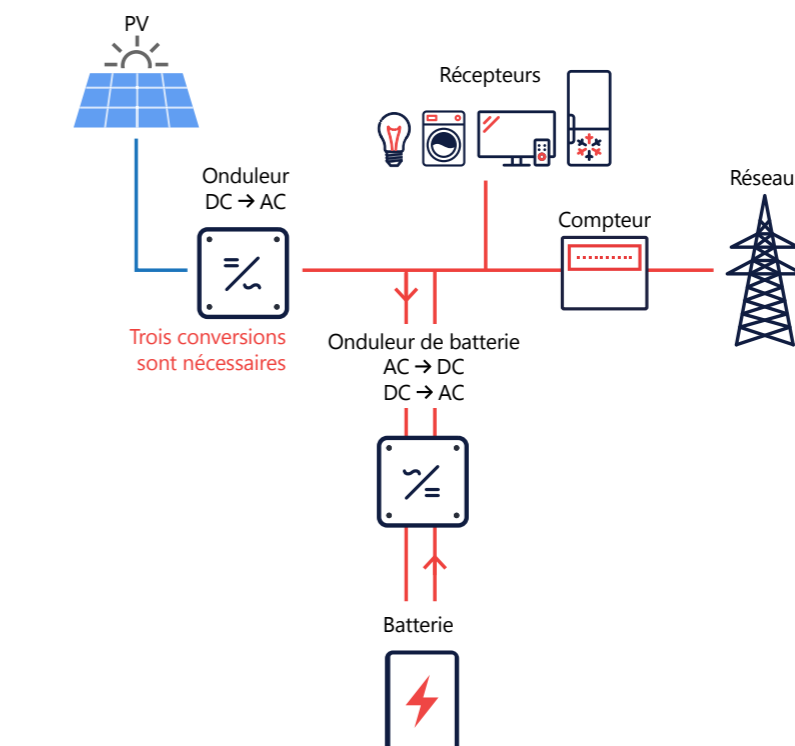 PV
Récepteurs
Onduleur
DC → AC
Réseau
Compteur
Trois conversions
sont nécessaires
Onduleur de batterie
AC → DC
DC → AC
Batterie